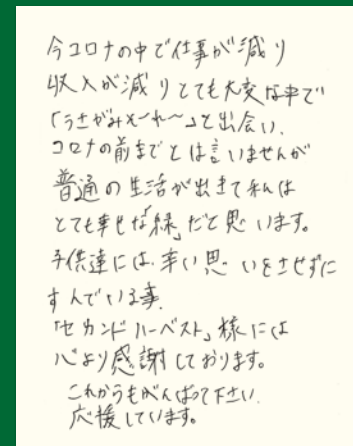 今コロナの中で仕事が減り
収入が減りとても大変な中で
「うさがみそ〜れ〜」と出会い、
コロナの前までとは言いませんが
普通の生活が出きて私は
とても幸せな「縁」だと思います。
子供達には、辛い思いをさせずに
すんでいる事、
「セカンドハーベスト」様には
心より感謝しております。
これからもがんばって下さい。
応援しています。